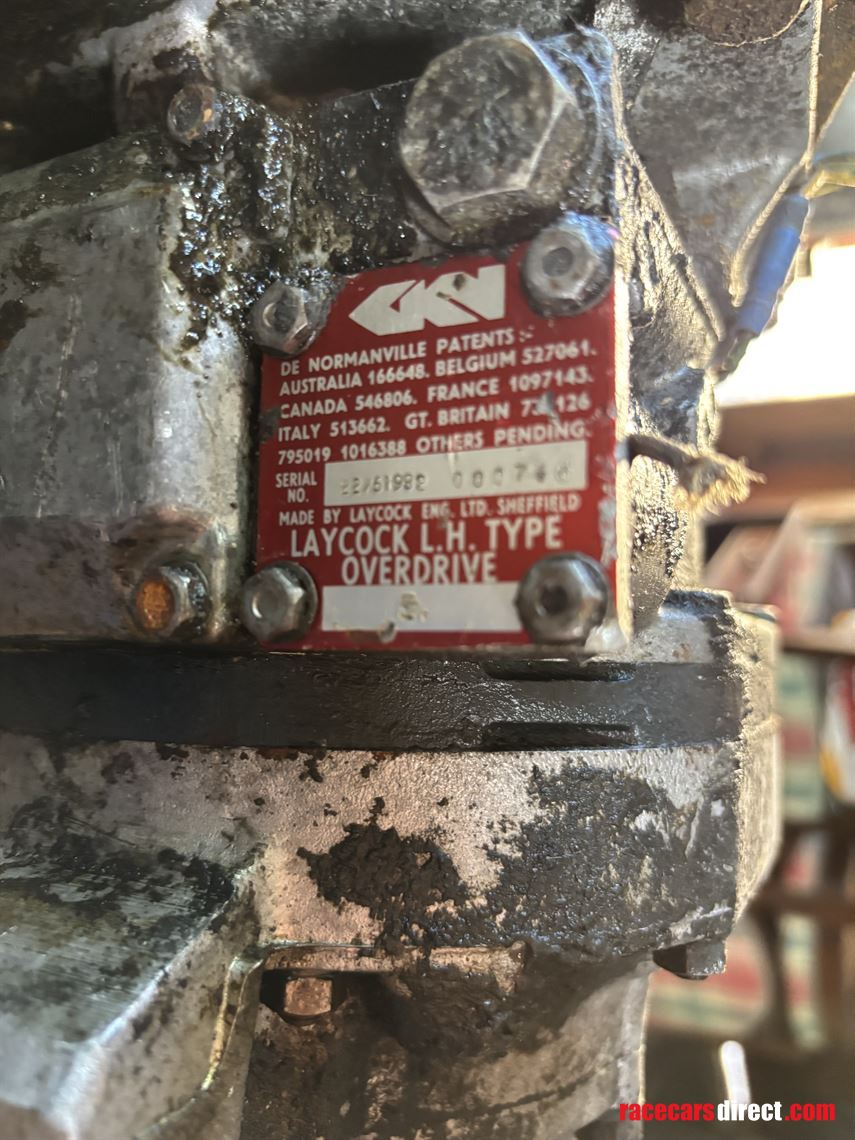 GKN
DE NORMANVILLE PATENTS:-
AUSTRALIA 166648. BELGIUM 527061.
CANADA 546806. FRANCE 1097143.
ITALY 513662. GT. BRITAIN 126
795019 1016388 OTHERS PENDING.
SERIAL
NO.
MADE BY LAYCOCK ENG. LTD. SHEFFIELD
LAYCOCK L.H. TYPE
OVERDRIVE
racecarsdirect.com